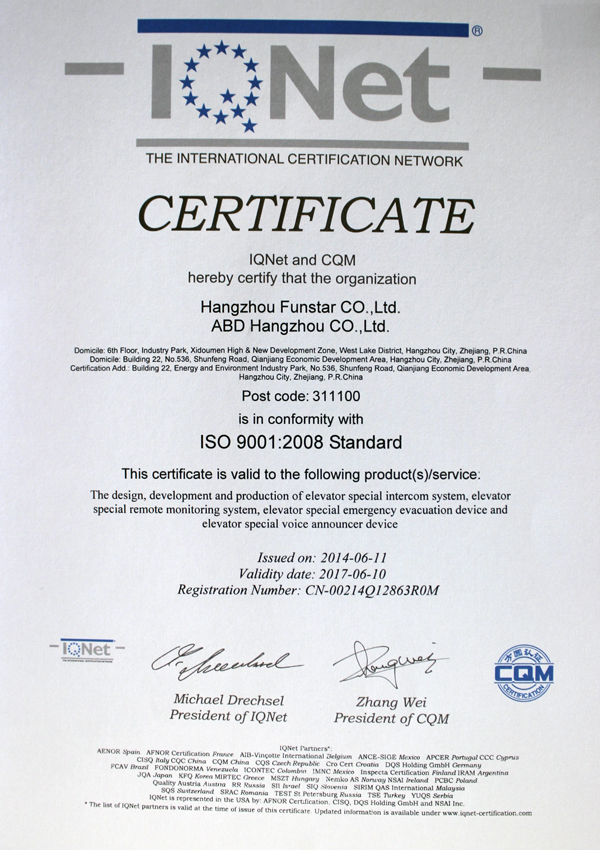 IQNet®
THE INTERNATIONAL CERTIFICATION NETWORK
CERTIFICATE
IQNet and CQM
hereby certify that the organization
Hangzhou Funstar CO.,Ltd.
ABD Hangzhou CO.,Ltd.
Domicile: 6th Floor, Industry Park, Xidoumen High & New Development Zone, West Lake District, Hangzhou City, Zhejiang, P.R.China
Domicile: Building 22, No.536, Shunfeng Road, Qianjiang Economic Development Area, Hangzhou City, Zhejiang, P.R.China
Certification Add.: Building 22, Energy and Environment Industry Park, No.536, Shunfeng Road, Qianjiang Economic Development Area,
Hangzhou City, Zhejiang, P.R.China
Post code: 311100
is in conformity with
ISO 9001:2008 Standard
This certificate is valid to the following product(s)/service:
The design, development and production of elevator special intercom system, elevator
special remote monitoring system, elevator special emergency evacuation device and
elevator special voice announcer device
Issued on: 2014-06-11
Validity date: 2017-06-10
Registration Number: CN-00214Q12863R0M
IQNet
THE INTERNATIONAL CERTIFICATION NETWORK
方圆认证
CQM
CERTIFICATION
Michael Drechsel
President of IQNet
Zhang Wei
President of CQM
IQNet Partners*:
AENOR Spain AFNOR Certification France AIB-Vinçotte International Belgium ANCE-SIGE Mexico APCER Portugal CCC Cyprus
CISQ Italy CQC China CQM China CQS Czech Republic Cro Cert Croatia DQS Holding GmbH Germany
FCAV Brazil FONDONORMA Venezuela ICONTEC Colombia IMNC Mexico Inspecta Certification Finland IRAM Argentina
JQA Japan KFQ Korea MIRTEC Greece MSZT Hungary Nemko AS Norway NSAI Ireland PCBC Poland
Quality Austria Austria RR Russia SII Israel SIQ Slovenia SIRIM QAS International Malaysia
SQS Switzerland SRAC Romania TEST St Petersburg Russia TSE Turkey YUQS Serbia
IQNet is represented in the USA by: AFNOR Certification, CISQ, DQS Holding GmbH and NSAI Inc.
* The list of IQNet partners is valid at the time of issue of this certificate. Updated information is available under www.iqnet-certification.com